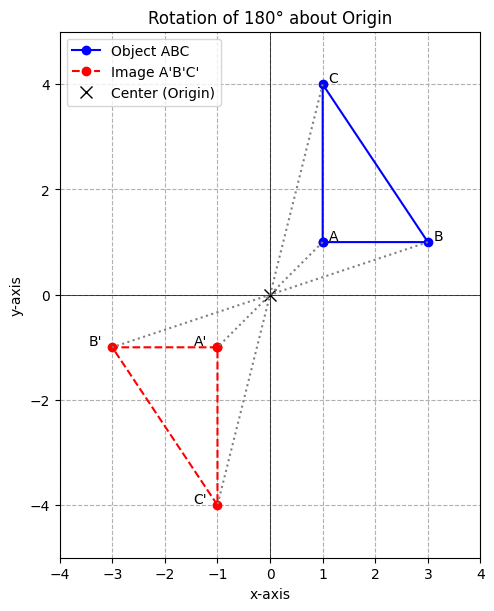 Rotation of 180° about Origin
Object ABC
Image A'B'C'
Center (Origin)
C
A
B
B'
A'
C'
y-axis
4
2
0
−2
−4
−4
−3
−2
−1
0
1
2
3
4
x-axis